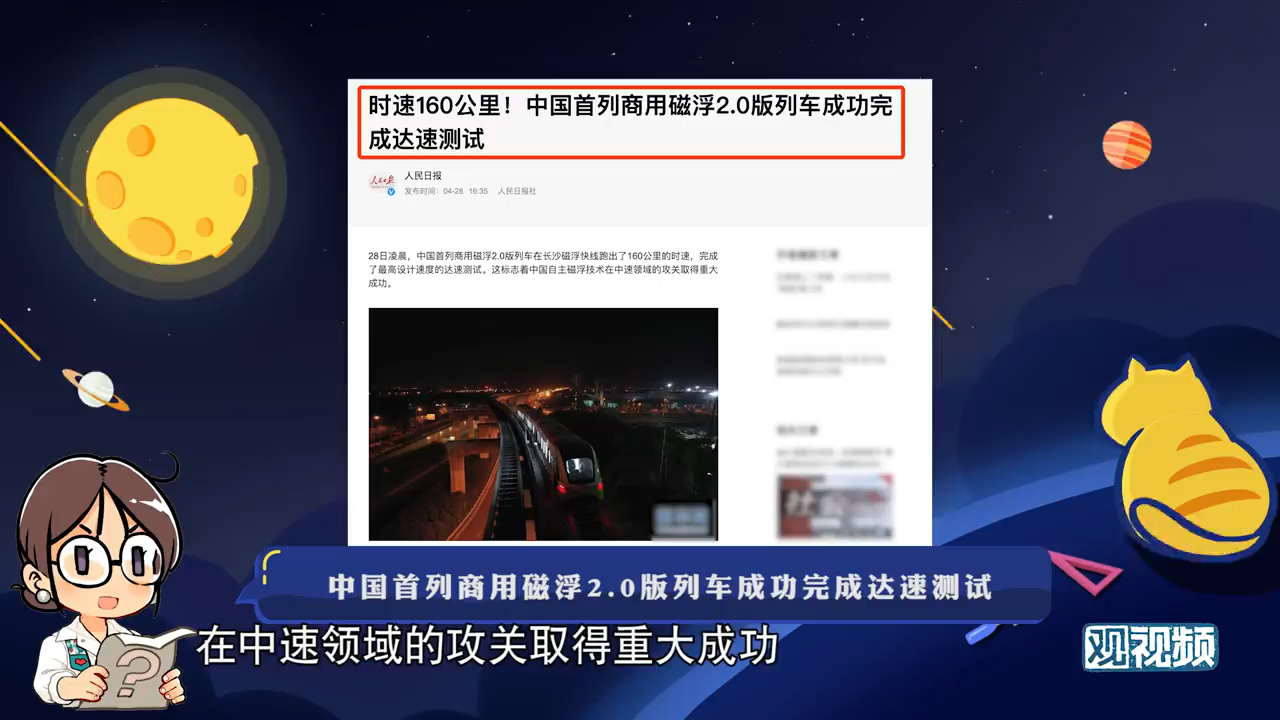 时速160公里！中国首列商用磁浮2.0版列车成功完
成达速测试
人民日报
人民日报
发布时间：04-28 16:35 人民日报社
28日凌晨，中国首列商用磁浮2.0版列车在长沙磁浮快线跑出了160公里的时速，完成
了最高设计速度的达速测试。这标志着中国自主磁浮技术在中速领域的攻关取得重大
成功。
中国首列商用磁浮2.0版列车成功完成达速测试
在中速领域的攻关取得重大成功
?
观视频